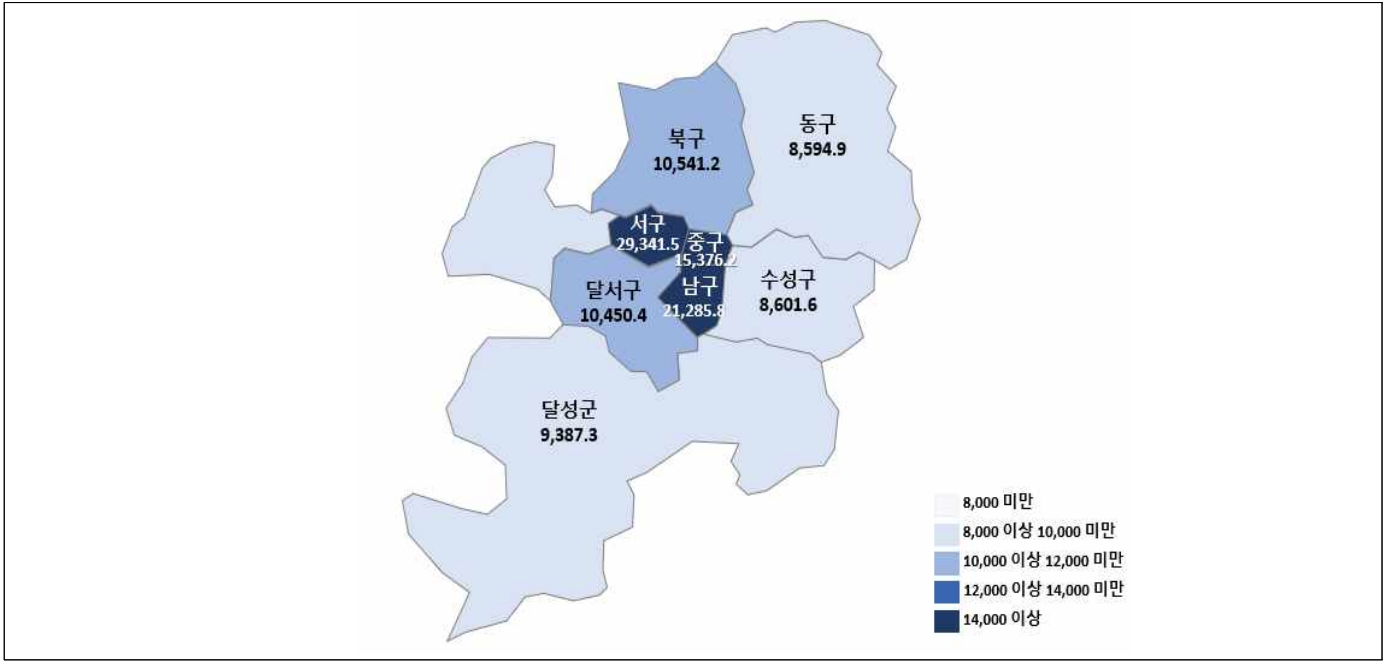 동구
8,594.9
북구
10,541.2
서구
29,341.5
중구
15,376.2
남구
21,285.8
수성구
8,601.6
달서구
10,450.4
달성군
9,387.3
8,000 미만
8,000 이상 10,000 미만
10,000 이상 12,000 미만
12,000 이상 14,000 미만
14,000 이상